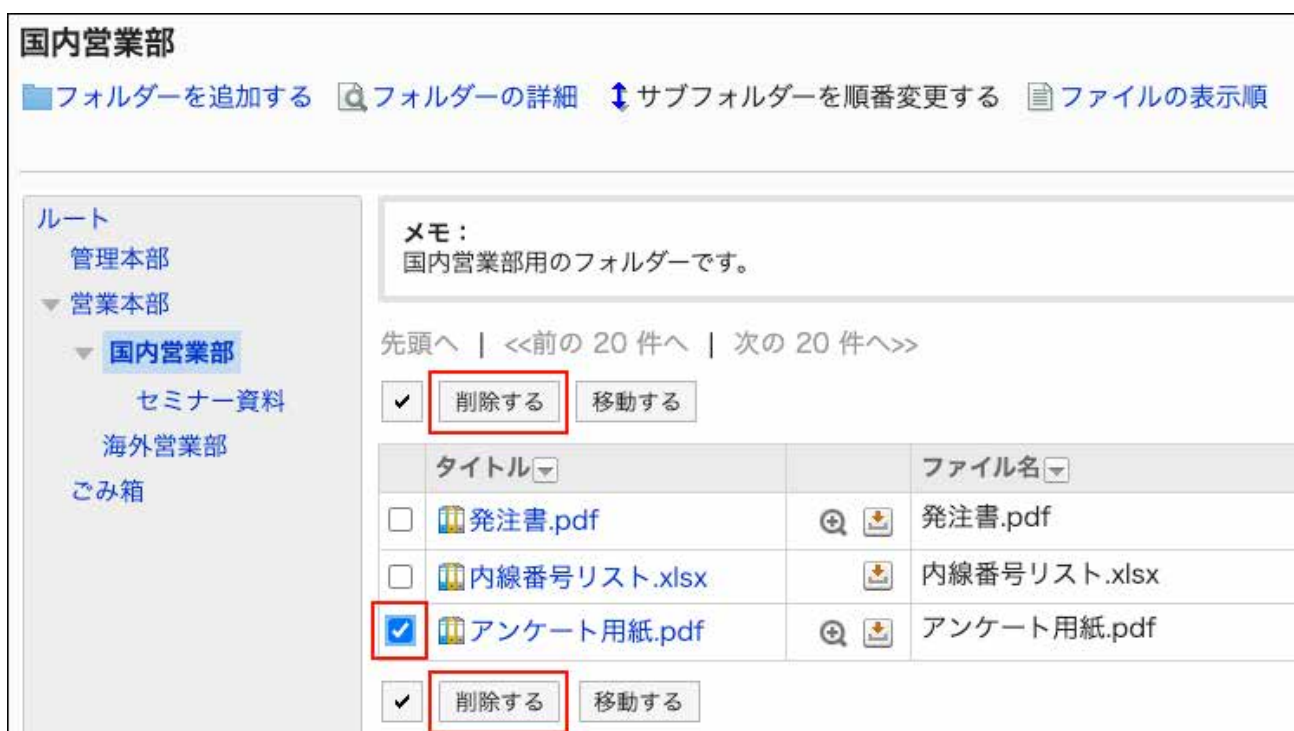 国内営業部
フォルダーを追加する フォルダーの詳細 サブフォルダーを順番変更する ファイルの表示順
ルート
管理本部
営業本部
国内営業部
セミナー資料
海外営業部
ごみ箱
メモ：
国内営業部用のフォルダーです。
先頭へ | <<前の 20 件へ | 次の 20 件へ>>
削除する 移動する
タイトル ファイル名
発注書.pdf 発注書.pdf
内線番号リスト.xlsx 内線番号リスト.xlsx
アンケート用紙.pdf アンケート用紙.pdf
削除する 移動する